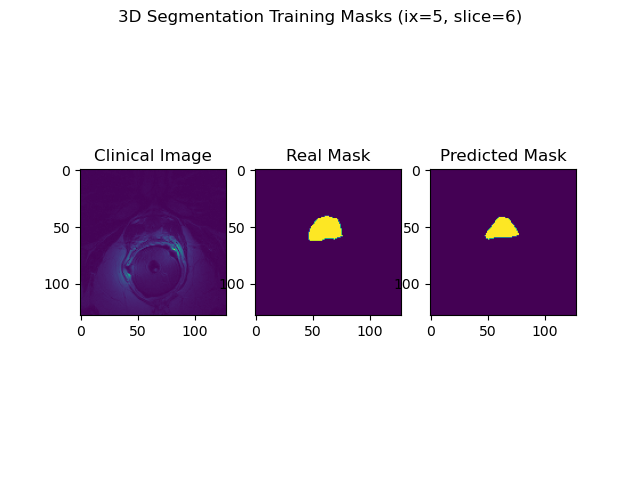 3D Segmentation Training Masks (ix=5, slice=6)
Clinical Image Real Mask Predicted Mask
0 0 0
50 50 50
100 100 100
0 50 100 0 50 100 0 50 100